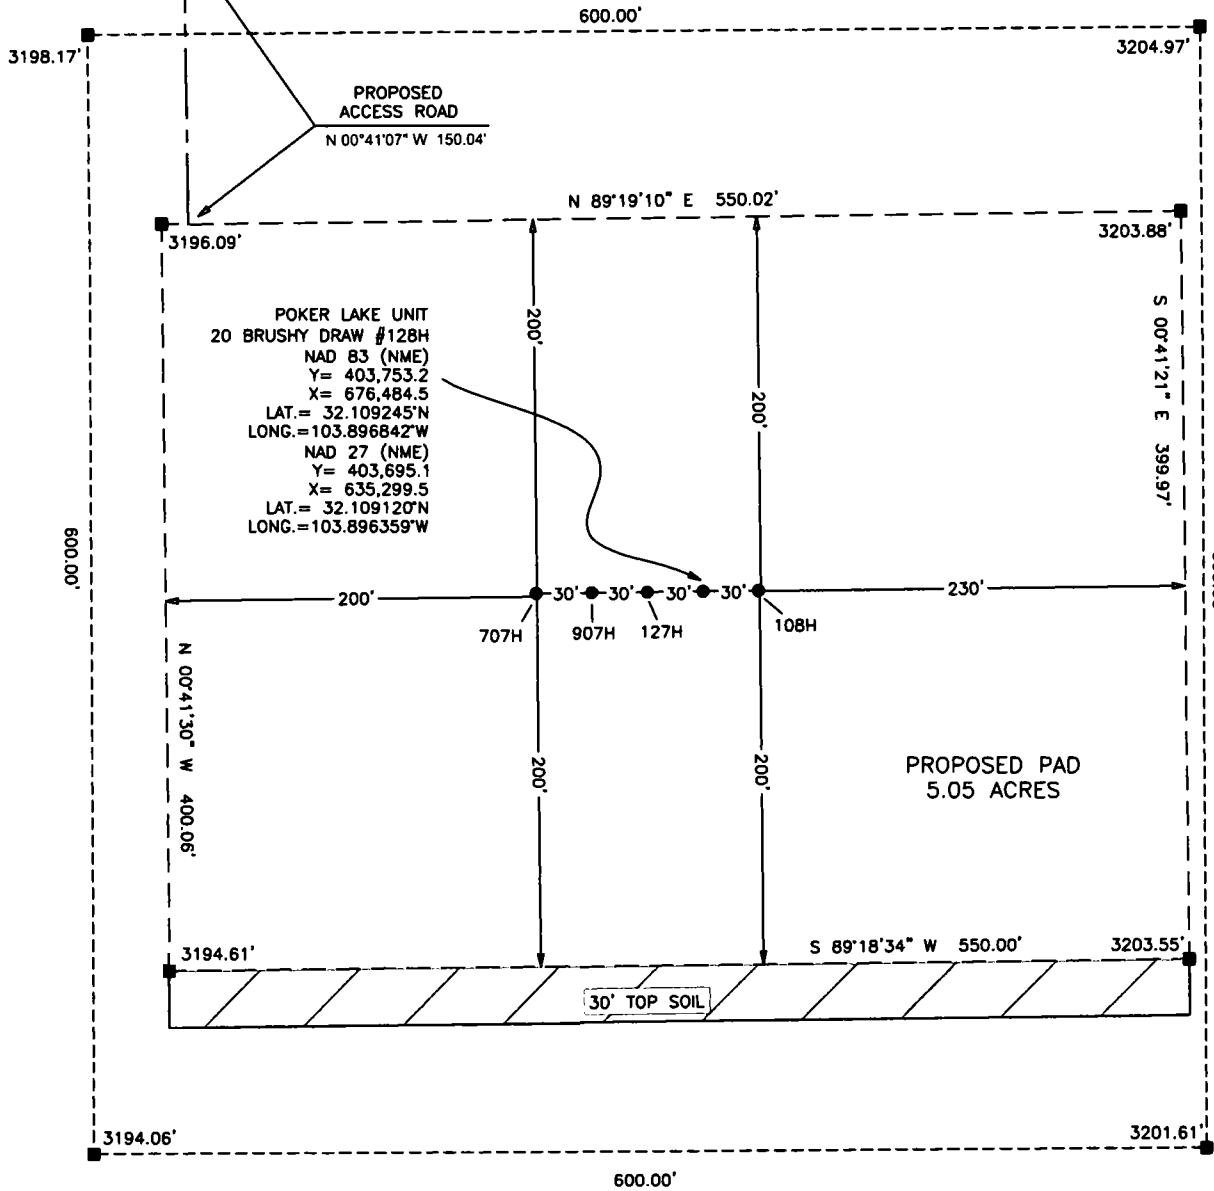 600.00'
3198.17'
3204.97'
PROPOSED
ACCESS ROAD
N 00°41'07" W 150.04'
N 89°19'10" E 550.02'
3196.09'
3203.88'
POKER LAKE UNIT
20 BRUSHY DRAW #128H
NAD 83 (NME)
Y= 403,753.2
X= 676,484.5
LAT.= 32.109245°N
LONG.=103.896842°W
NAD 27 (NME)
Y= 403,695.1
X= 635,299.5
LAT.= 32.109120°N
LONG.=103.896359°W
200'
200'
S 00°41'21" E 399.97'
600.00'
200'
30'
30'
30'
30'
230'
707H
907H
127H
108H
N 00°41'30" W 400.06'
200'
200'
PROPOSED PAD
5.05 ACRES
3194.61'
S 89°18'34" W 550.00'
3203.55'
30' TOP SOIL
3194.06'
3201.61'
600.00'